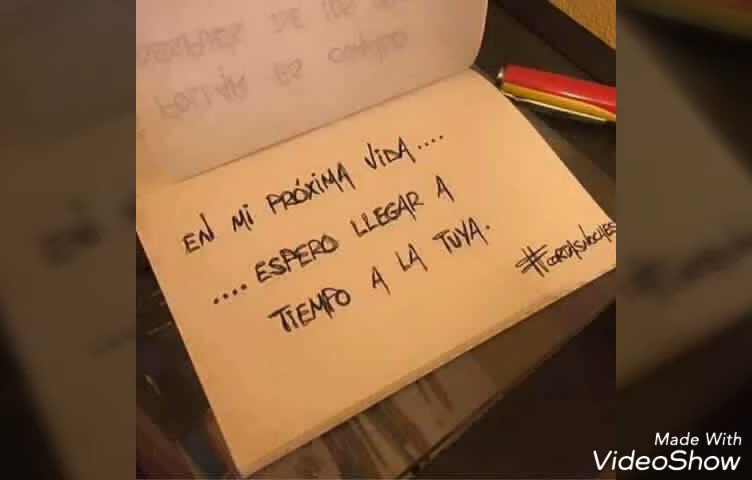 EN MI PRÓXIMA VIDA....
....ESPERO LLEGAR A
TIEMPO A LA TUYA.
Made With
VideoShow